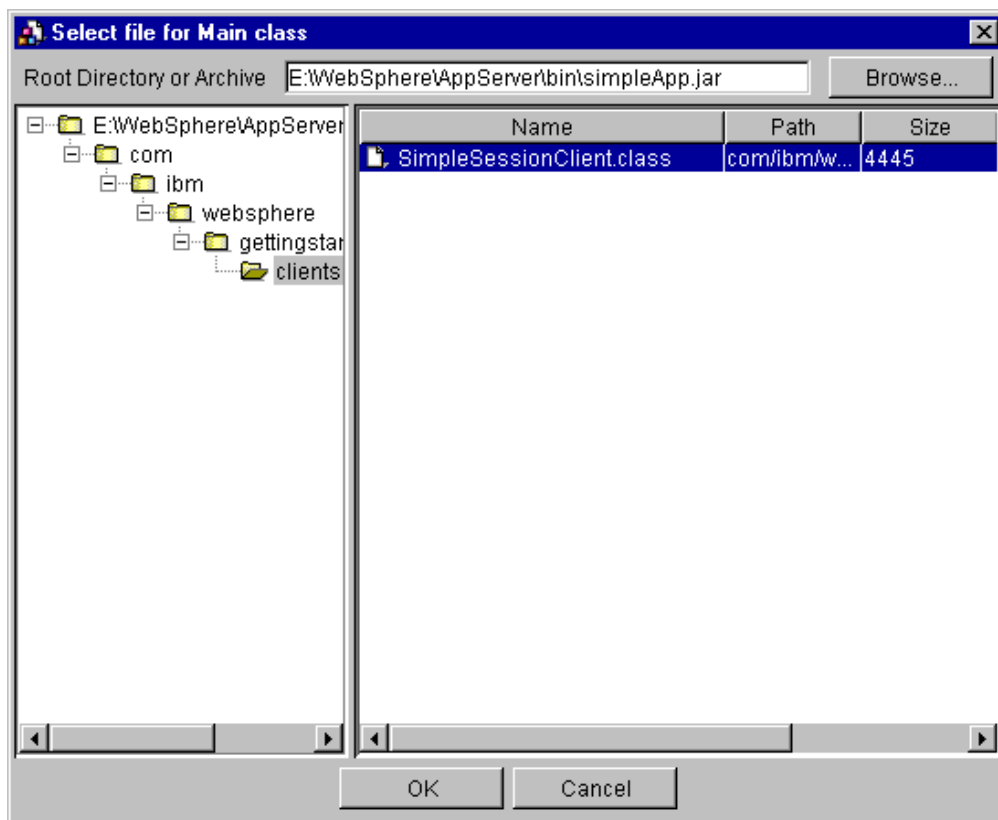 Select file for Main class
Root Directory or Archive E:\WebSphere\AppServer\bin\simpleApp.jar Browse...
E:\WebSphere\AppServer
com
ibm
websphere
gettingstar
clients
Name Path Size
SimpleSessionClient.class com/ibm/w... 4445
OK Cancel